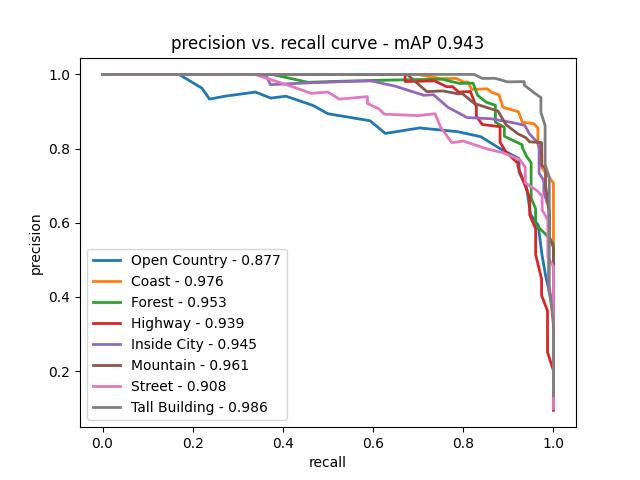 precision vs. recall curve - mAP 0.943
1.0
0.8
0.6
0.4
0.2
precision
Open Country - 0.877
Coast - 0.976
Forest - 0.953
Highway - 0.939
Inside City - 0.945
Mountain - 0.961
Street - 0.908
Tall Building - 0.986
0.0 0.2 0.4 0.6 0.8 1.0
recall